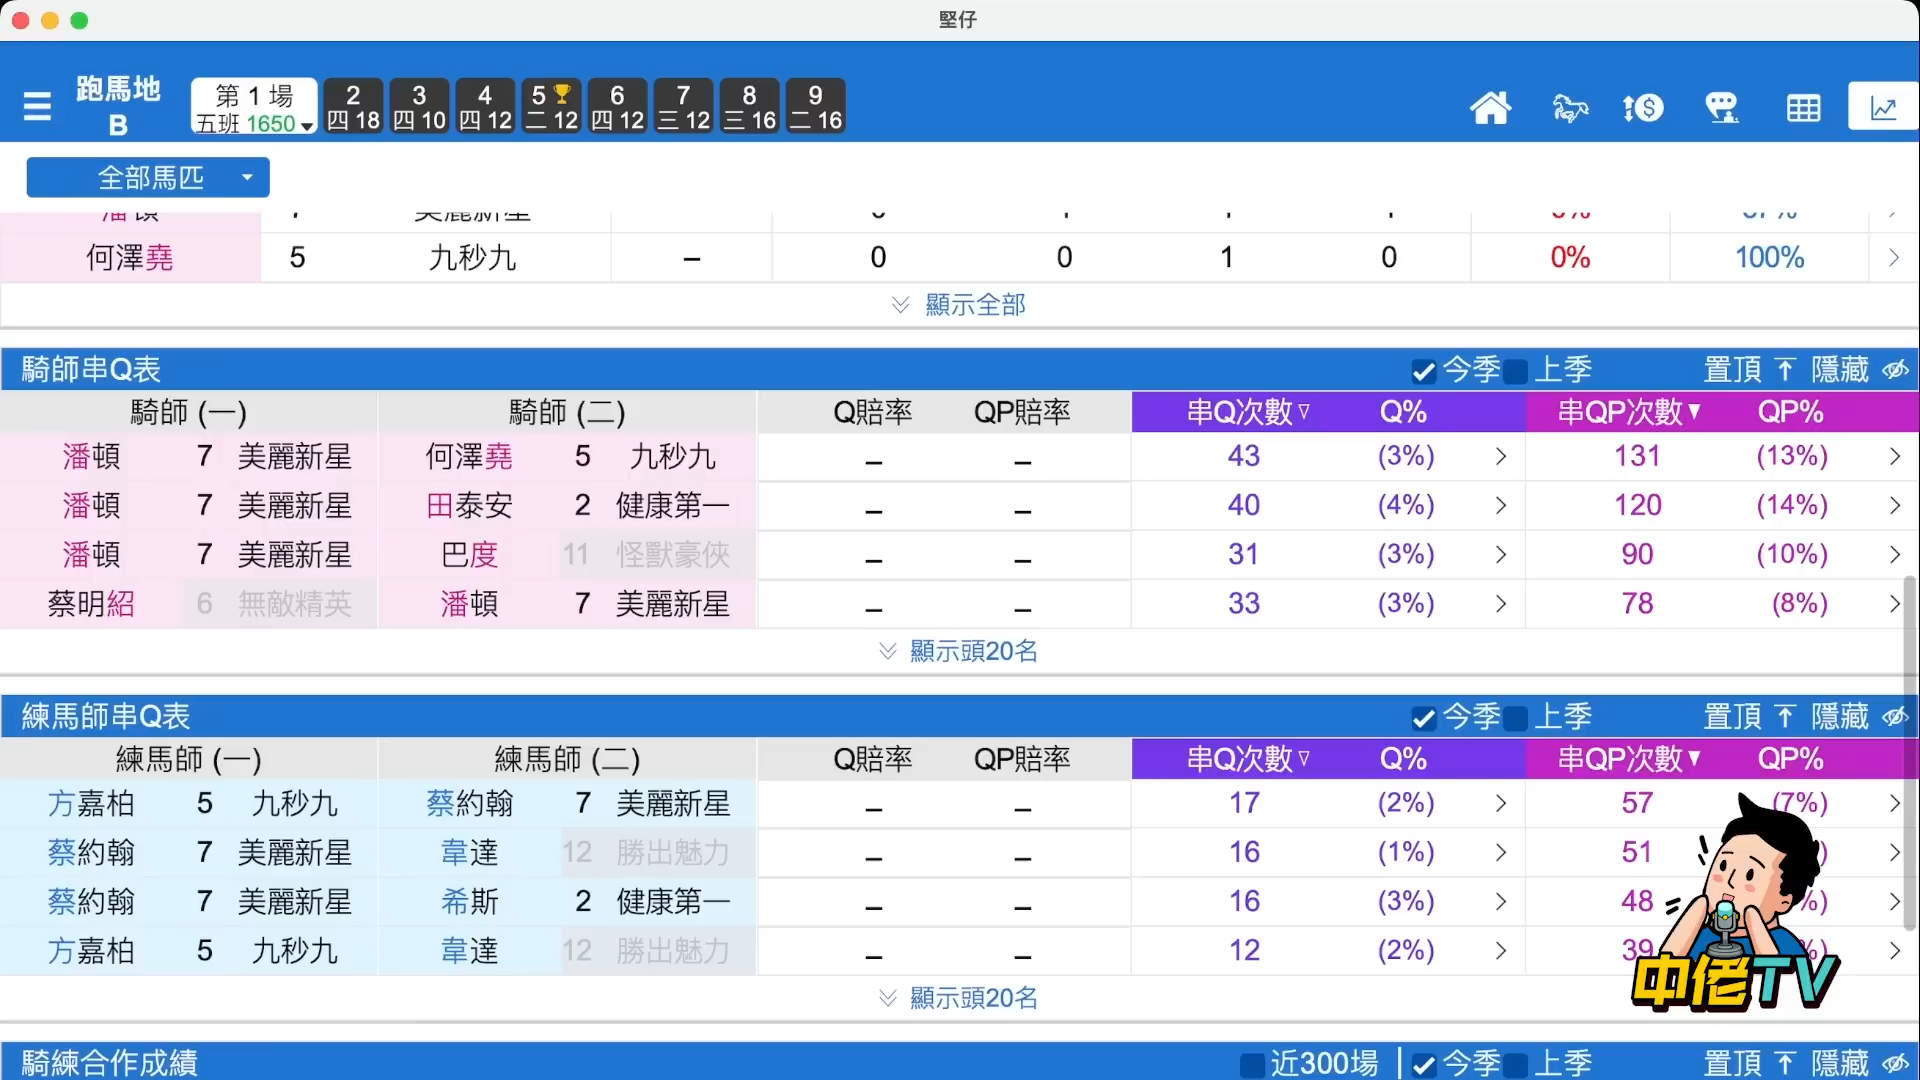 堅仔
跑馬地
B
第 1 場
五班 1650
2
四 18
3
四 10
4
四 12
5
二 12
6
四 12
7
三 12
8
三 16
9
二 16
全部馬匹
何澤堯 5 九秒九 – 0 0 1 0 0% 100%
顯示全部
騎師串Q表 今季 上季 置頂 隱藏
騎師 (一) 騎師 (二) Q賠率 QP賠率 串Q次數 Q% 串QP次數 QP%
潘頓 7 美麗新星 何澤堯 5 九秒九 – – 43 (3%) 131 (13%)
潘頓 7 美麗新星 田泰安 2 健康第一 – – 40 (4%) 120 (14%)
潘頓 7 美麗新星 巴度 11 怪獸豪俠 – – 31 (3%) 90 (10%)
蔡明紹 6 無敵精英 潘頓 7 美麗新星 – – 33 (3%) 78 (8%)
顯示頭20名
練馬師串Q表 今季 上季 置頂 隱藏
練馬師 (一) 練馬師 (二) Q賠率 QP賠率 串Q次數 Q% 串QP次數 QP%
方嘉柏 5 九秒九 蔡約翰 7 美麗新星 – – 17 (2%) 57 (7%)
蔡約翰 7 美麗新星 韋達 12 勝出魅力 – – 16 (1%) 51
蔡約翰 7 美麗新星 希斯 2 健康第一 – – 16 (3%) 48
方嘉柏 5 九秒九 韋達 12 勝出魅力 – – 12 (2%) 39
中佬TV
顯示頭20名
騎練合作成績 近300場 今季 上季 置頂 隱藏